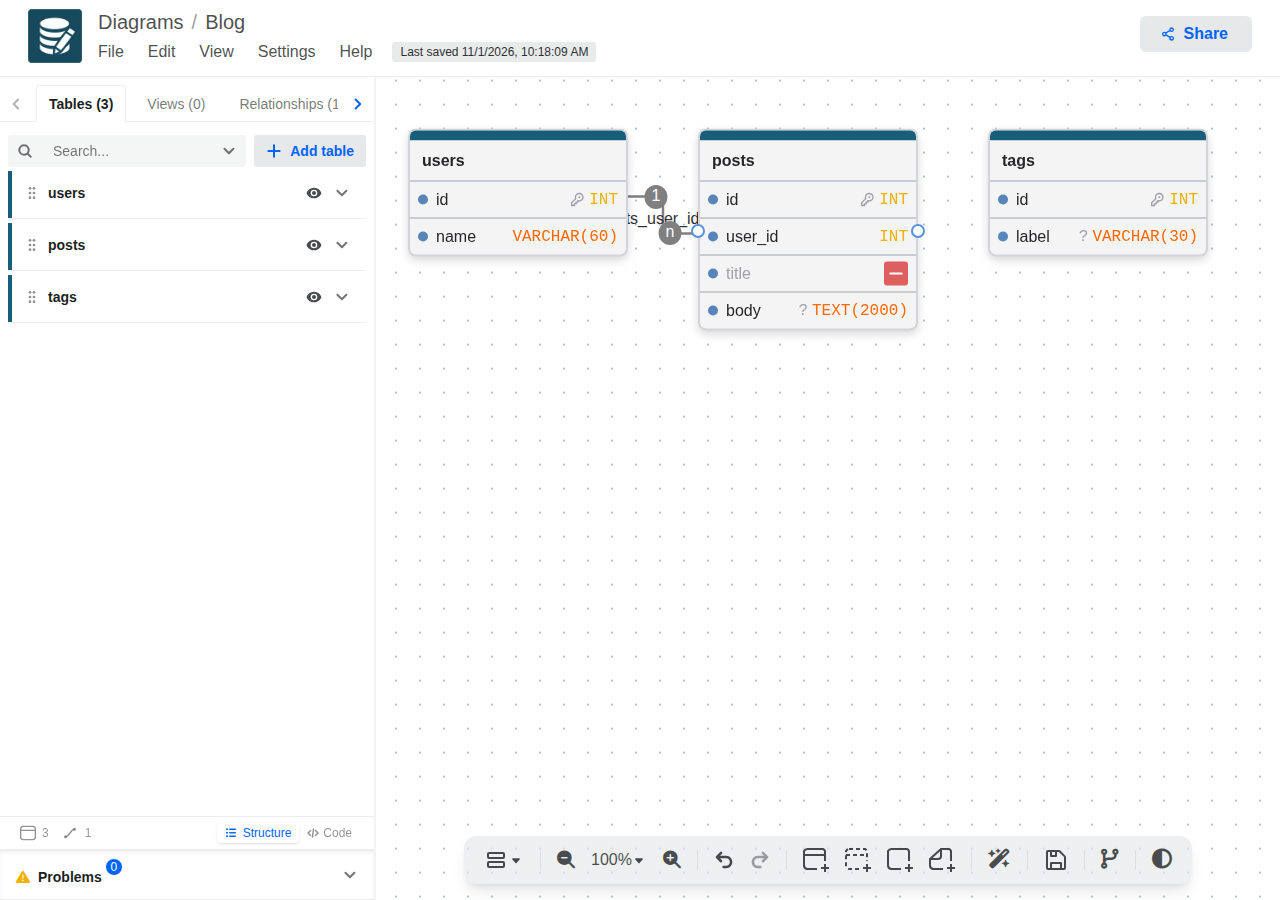 Diagrams / Blog
File Edit View Settings Help Last saved 11/1/2026, 10:18:09 AM
Share
Tables (3) Views (0) Relationships (1
Search... Add table
users
posts
tags
users
id INT
name VARCHAR(60)
1
ts_user_id
n
posts
id INT
user_id INT
title
body ? TEXT(2000)
tags
id INT
label ? VARCHAR(30)
3 1 Structure Code
Problems 0
100%